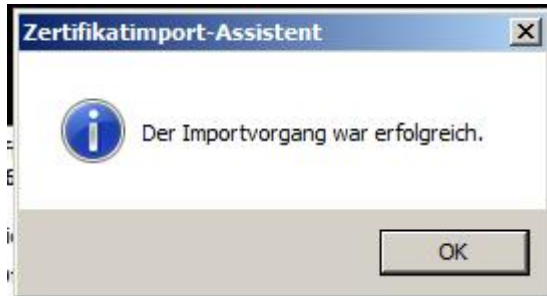 Zertifikatimport-Assistent
Der Importvorgang war erfolgreich.
OK